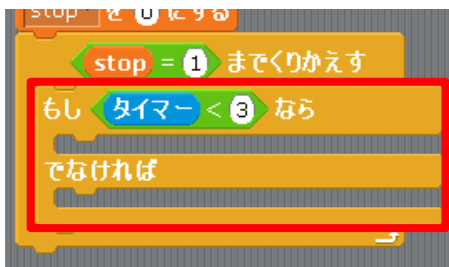 stop を 0 にする
stop = 1 までくりかえす
もし タイマー < 3 なら
でなければ